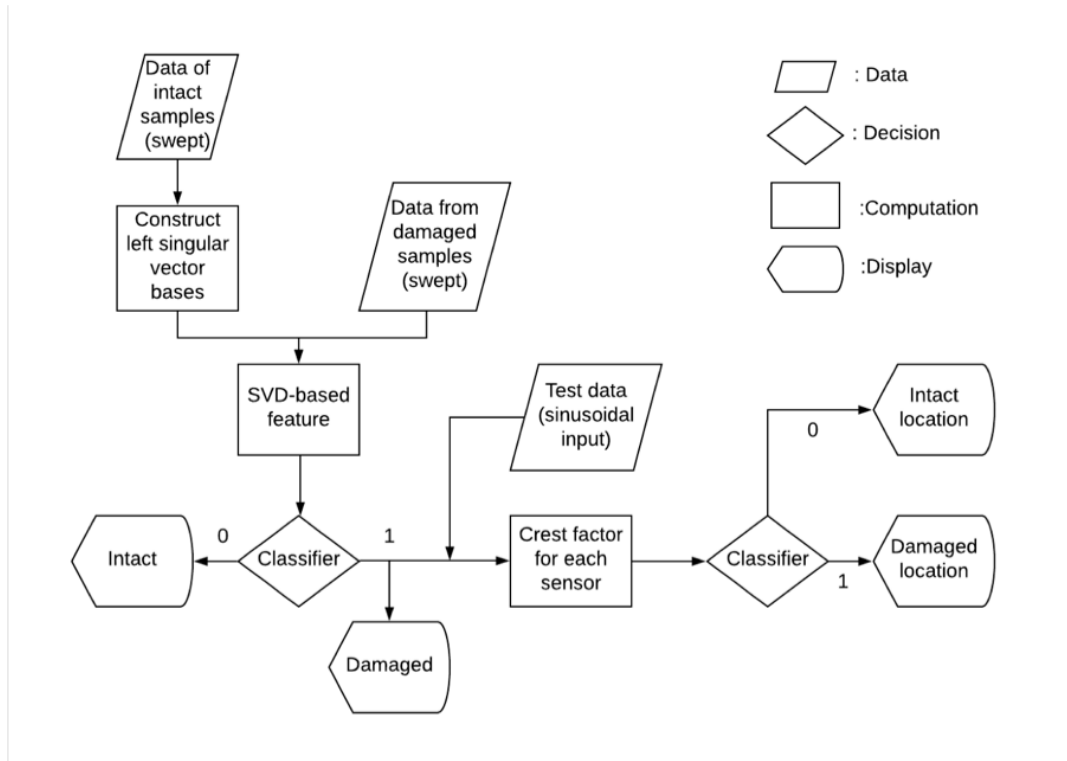 Data of
intact
samples
(swept)
: Data
: Decision
Construct
left singular
vector
bases
Data from
damaged
samples
(swept)
:Computation
:Display
SVD-based
feature
Test data
(sinusoidal
input)
Intact
location
0
0
Intact
Classifier
1
Crest factor
for each
sensor
Classifier
1
Damaged
location
Damaged